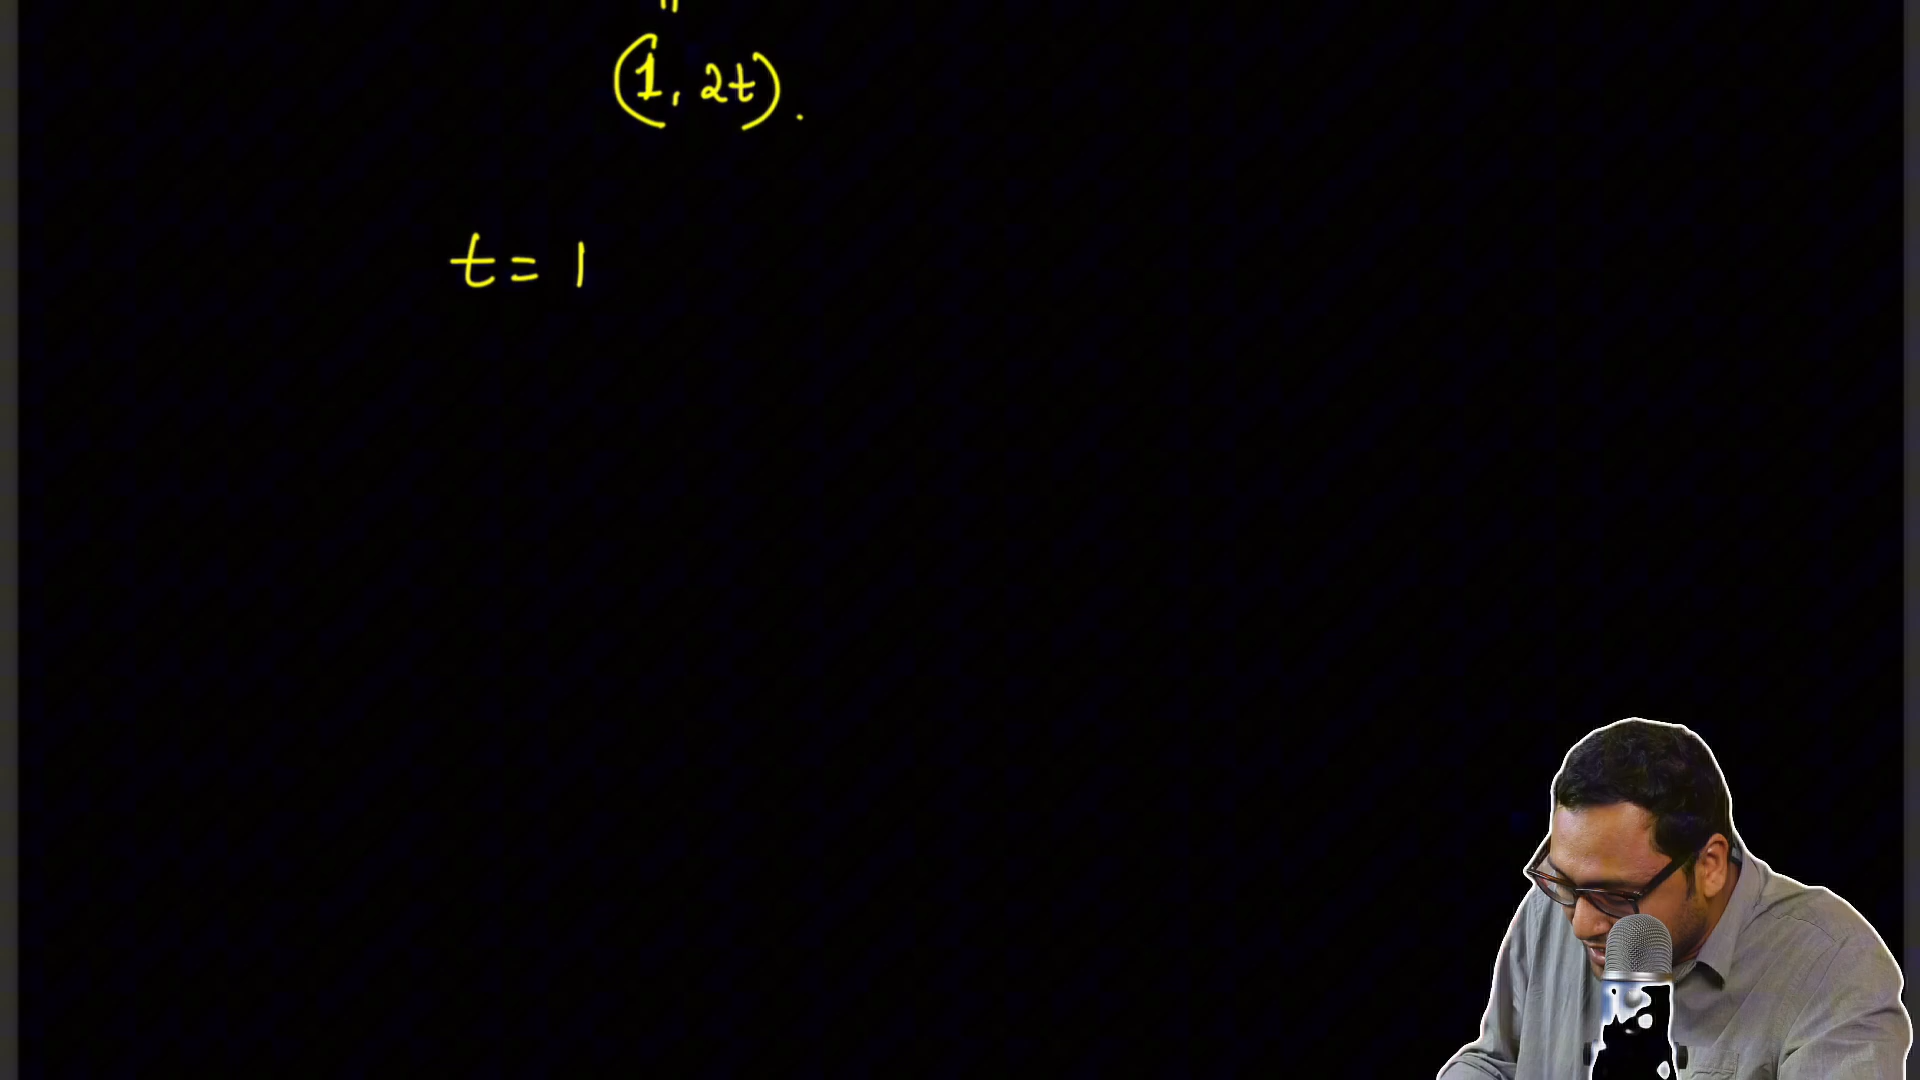 (1, 2t).
t = 1